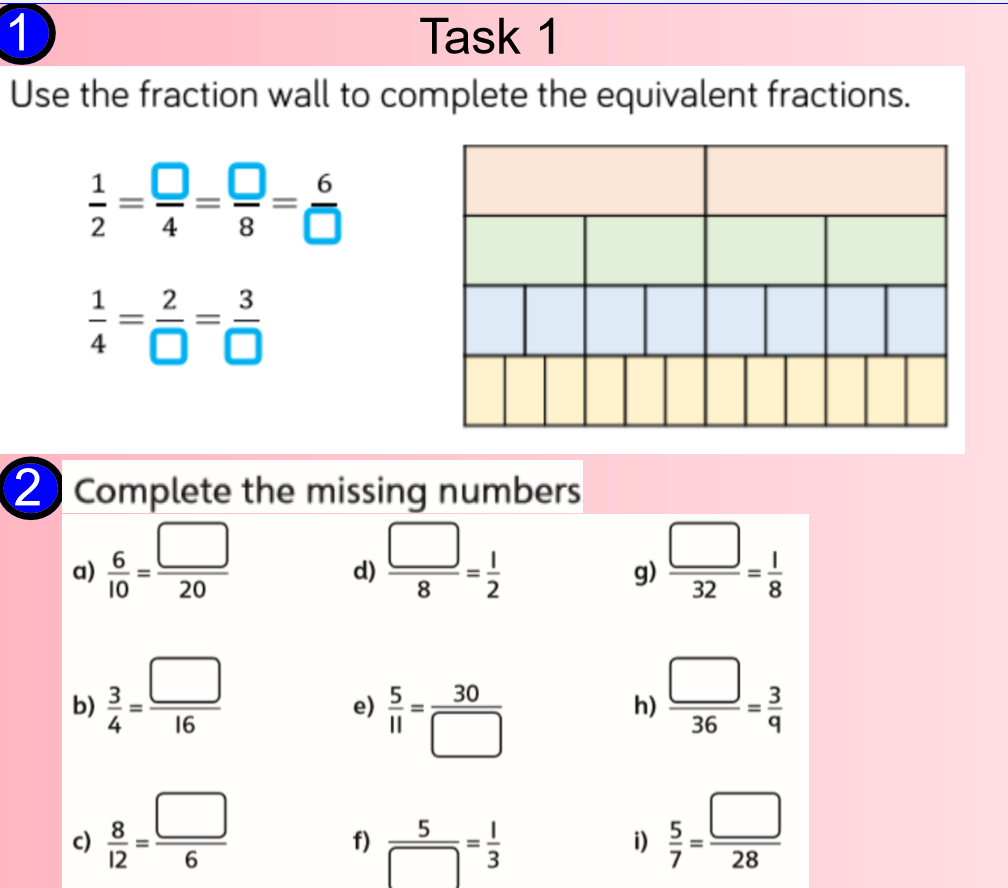 1 Task 1
Use the fraction wall to complete the equivalent fractions.
1/2 = □/4 = □/8 = 6/□
1/4 = 2/□ = 3/□
2 Complete the missing numbers
a) 6/10 = □/20 d) □/8 = 1/2 g) □/32 = 1/8
b) 3/4 = □/16 e) 5/11 = 30/□ h) □/36 = 3/9
c) 8/12 = □/6 f) 5/□ = 1/3 i) 5/7 = □/28